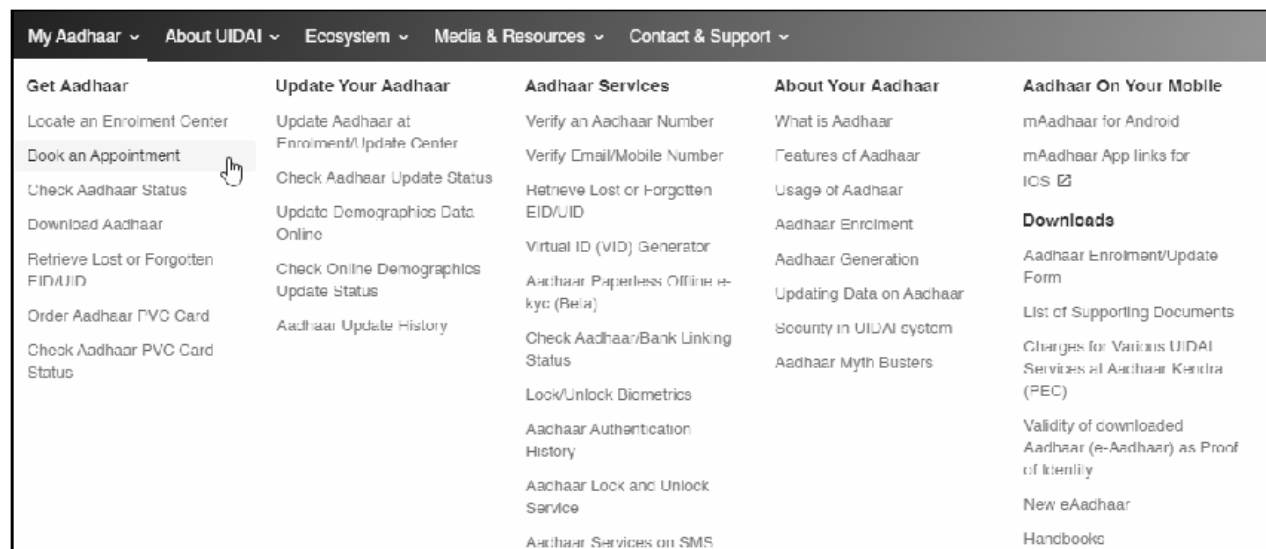 My Aadhaar About UIDAI Ecosystem Media & Resources Contact & Support
Get Aadhaar
Locate an Enrolment Center
Book an Appointment
Check Aadhaar Status
Download Aadhaar
Retrieve Lost or Forgotten
EID/UID
Order Aadhaar PVC Card
Check Aadhaar PVC Card
Status
Update Your Aadhaar
Update Aadhaar at
Enrolment/Update Center
Check Aadhaar Update Status
Update Demographics Data
Online
Check Online Demographics
Update Status
Aadhaar Update History
Aadhaar Services
Verify an Aadhaar Number
Verify Email/Mobile Number
Retrieve Lost or Forgotten
EID/UID
Virtual ID (VID) Generator
Aadhaar Paperless Offline e-
kyc (Beta)
Check Aadhaar/Bank Linking
Status
Lock/Unlock Biometrics
Aadhaar Authentication
History
Aadhaar Lock and Unlock
Service
Aadhaar Services on SMS
About Your Aadhaar
What is Aadhaar
Features of Aadhaar
Usage of Aadhaar
Aadhaar Enrolment
Aadhaar Generation
Updating Data on Aadhaar
Security in UIDAI system
Aadhaar Myth Busters
Aadhaar On Your Mobile
mAadhaar for Android
mAadhaar App links for
IOS
Downloads
Aadhaar Enrolment/Update
Form
List of Supporting Documents
Charges for Various UIDAI
Services at Aadhaar Kendra
(PEC)
Validity of downloaded
Aadhaar (e-Aadhaar) as Proof
of Identity
New eAadhaar
Handbooks